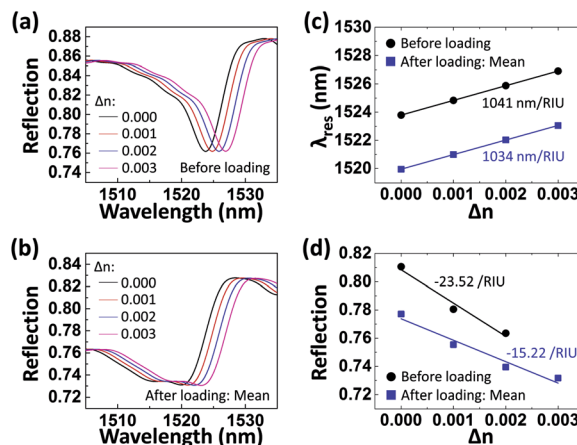 (a)
0.88
0.86
0.84
0.82
0.80
0.78
0.76
Reflection
Δn:
0.000
0.001
0.002
0.003
Before loading
1510 1520 1530
Wavelength (nm)
(b)
0.84
0.82
0.80
0.78
0.76
0.74
0.72
Reflection
Δn:
0.000
0.001
0.002
0.003
After loading: Mean
1510 1520 1530
Wavelength (nm)
(c)
1530
1528
1526
1524
1522
1520
λres (nm)
Before loading
After loading: Mean
1041 nm/RIU
1034 nm/RIU
0.000 0.001 0.002 0.003
Δn
(d)
0.82
0.80
0.78
0.76
0.74
0.72
Reflection
-23.52 /RIU
-15.22 /RIU
Before loading
After loading: Mean
0.000 0.001 0.002 0.003
Δn